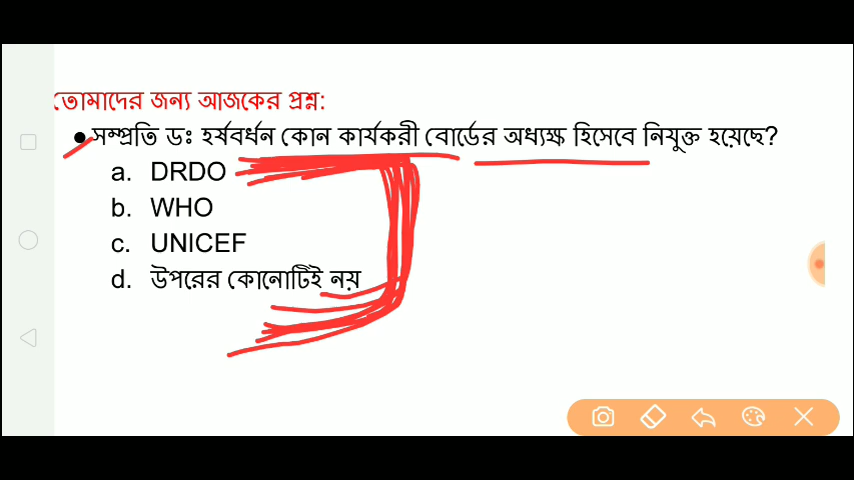 তোমাদের জন্য আজকের প্রশ্ন:
● সম্প্রতি ডঃ হর্ষবর্ধন কোন কার্যকরী বোর্ডের অধ্যক্ষ হিসেবে নিযুক্ত হয়েছে?
a. DRDO
b. WHO
c. UNICEF
d. উপরের কোনোটিই নয়